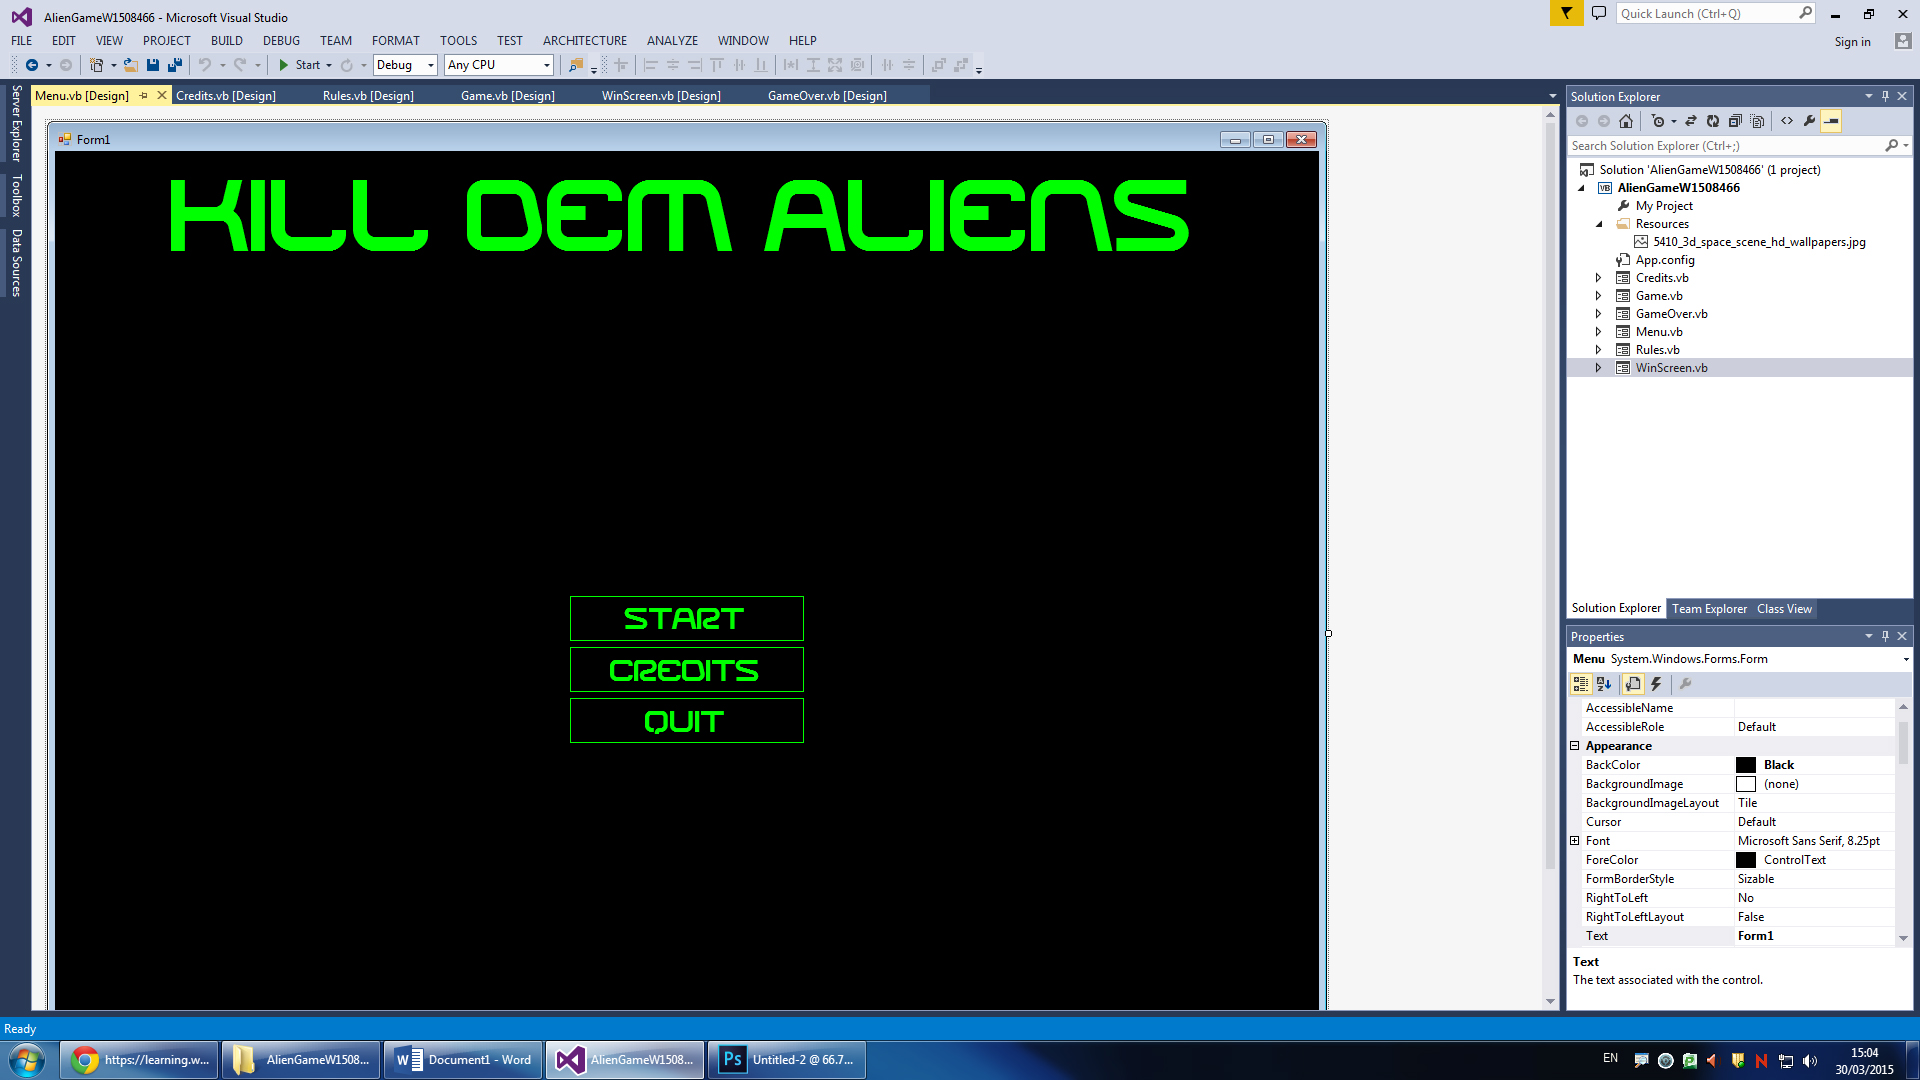 AlienGameW1508466 - Microsoft Visual Studio
Quick Launch (Ctrl+Q)
FILE EDIT VIEW PROJECT BUILD DEBUG TEAM FORMAT TOOLS TEST ARCHITECTURE ANALYZE WINDOW HELP
Sign in
Start Debug Any CPU
Server Explorer
Toolbox
Data Sources
Menu.vb [Design] Credits.vb [Design] Rules.vb [Design] Game.vb [Design] WinScreen.vb [Design] GameOver.vb [Design]
Form1
KILL DEM ALIENS
START
CREDITS
QUIT
Solution Explorer
Search Solution Explorer (Ctrl+;)
Solution 'AlienGameW1508466' (1 project)
VB AlienGameW1508466
My Project
Resources
5410_3d_space_scene_hd_wallpapers.jpg
App.config
Credits.vb
Game.vb
GameOver.vb
Menu.vb
Rules.vb
WinScreen.vb
Solution Explorer Team Explorer Class View
Properties
Menu System.Windows.Forms.Form
AccessibleName
AccessibleRole Default
Appearance
BackColor Black
BackgroundImage (none)
BackgroundImageLayout Tile
Cursor Default
Font Microsoft Sans Serif, 8.25pt
ForeColor ControlText
FormBorderStyle Sizable
RightToLeft No
RightToLeftLayout False
Text Form1
Text
The text associated with the control.
Ready
https://learning.w... AlienGameW1508... Document1 - Word AlienGameW1508... Ps Untitled-2 @ 66.7...
EN
15:04
30/03/2015